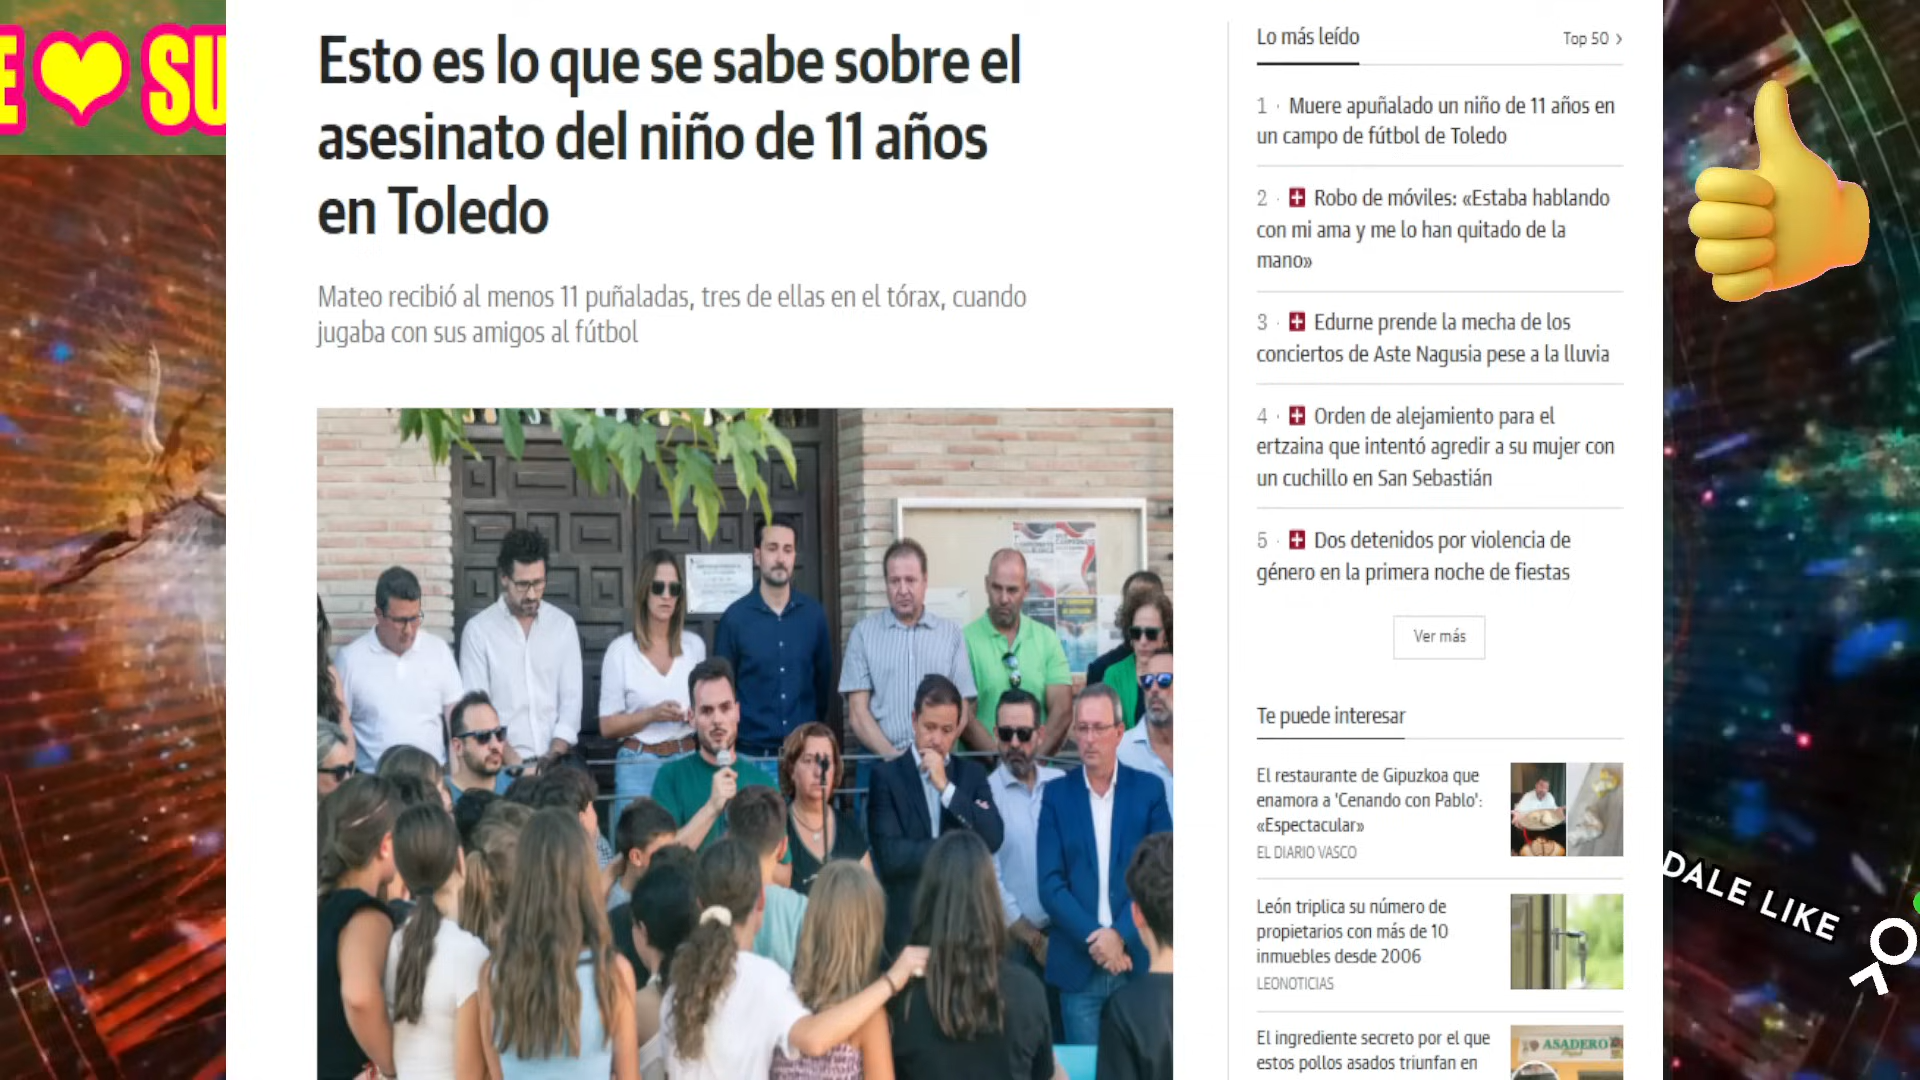 E ❤ SU
Esto es lo que se sabe sobre el
asesinato del niño de 11 años
en Toledo
Mateo recibió al menos 11 puñaladas, tres de ellas en el tórax, cuando
jugaba con sus amigos al fútbol
Lo más leído
Top 50 >
1 · Muere apuñalado un niño de 11 años en
un campo de fútbol de Toledo
2 · + Robo de móviles: «Estaba hablando
con mi ama y me lo han quitado de la
mano»
3 · + Edurne prende la mecha de los
conciertos de Aste Nagusia pese a la lluvia
4 · + Orden de alejamiento para el
ertzaina que intentó agredir a su mujer con
un cuchillo en San Sebastián
5 · + Dos detenidos por violencia de
género en la primera noche de fiestas
Ver más
Te puede interesar
El restaurante de Gipuzkoa que
enamora a 'Cenando con Pablo':
«Espectacular»
EL DIARIO VASCO
León triplica su número de
propietarios con más de 10
inmuebles desde 2006
LEONOTICIAS
El ingrediente secreto por el que
estos pollos asados triunfan en
ASADERO
DALE LIKE